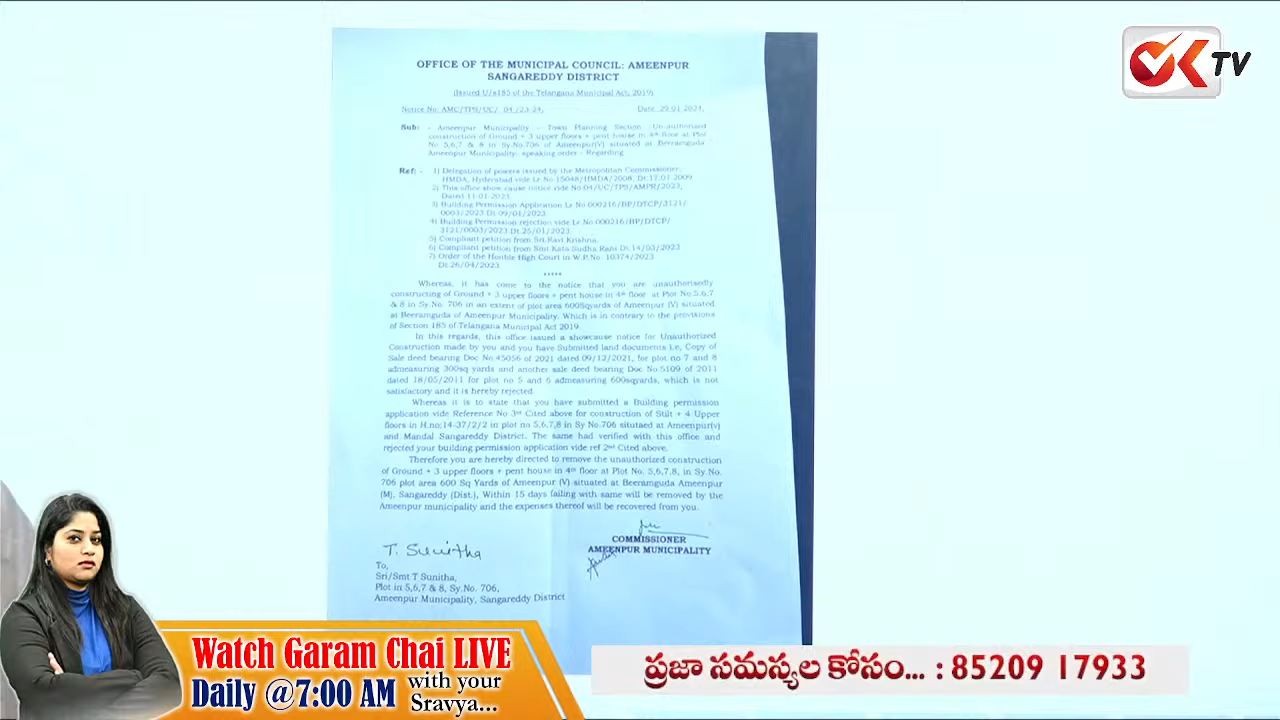 OFFICE OF THE MUNICIPAL COUNCIL: AMEENPUR
SANGAREDDY DISTRICT
(Issued U/s185 of the Telangana Municipal Act, 2019)
Notice No: AMC/TPS/UC/ 04 /23-24, Date: 29.01.2024.
Sub: - Ameenpur Municipality - Town Planning Section -Un-authorized
construction of Ground + 3 upper floors + pent house in 4th floor at Plot
No 5,6,7 & 8 in Sy.No.706 of Ameenpur(V) situated at Beeramguda
Ameenpur Municipality- speaking order - Regarding
Ref: - 1) Delegation of powers issued by the Metropolitan Commissioner,
HMDA, Hyderabad vide Lr No 15048/HMDA/2008, Dt:17.01.2009
2) This office show cause notice vide No 04/UC/TPS/AMPR/2023,
Dated 11-01-2023.
3) Building Permission Application Lr No 000216/BP/DTCP/3121/
0003/2023 Dt.09/01/2023.
4) Building Permission rejection vide Lr No 000216/BP/DTCP/
3121/0003/2023 Dt.25/01/2023.
5) Compliant petition from Sri.Ravi Krishna.
6) Compliant petition from Smt Kata Sudha Rani Dt.14/03/2023
7) Order of the Honble High Court in W.P.No. 10374/2023
Dt:26/04/2023
*****
Whereas, it has come to the notice that you are unauthorisedly
constructing of Ground + 3 upper floors + pent house in 4th floor at Plot No.5,6,7
& 8 in Sy.No. 706 in an extent of plot area 600Sqyards of Ameenpur (V) situated
at Beeramguda of Ameenpur Municipality. Which is in contrary to the provisions
of Section 185 of Telangana Municipal Act 2019.
In this regards, this office issued a showcause notice for Unauthorized
Construction made by you and you have Submitted land documents i.e, Copy of
Sale deed bearing Doc No.45056 of 2021 dated 09/12/2021, for plot no 7 and 8
admeasuring 300sq yards and another sale deed bearing Doc No.5109 of 2011
dated 18/05/2011 for plot no 5 and 6 admeasuring 600sqyards, which is not
satisfactory and it is hereby rejected
Whereas it is to state that you have submitted a Building permission
application vide Reference No 3rd Cited above for construction of Stilt + 4 Upper
floors in H.no:14-37/2/2 in plot no 5,6,7,8 in Sy No.706 situtaed at Ameenpur(v)
and Mandal Sangareddy District. The same had verified with this office and
rejected your building permission application vide ref 2nd Cited above.
Therefore you are hereby directed to remove the unauthorized construction
of Ground + 3 upper floors + pent house in 4th floor at Plot No. 5,6,7,8, in Sy.No.
706 plot area 600 Sq Yards of Ameenpur (V) situated at Beeramguda Ameenpur
(M), Sangareddy (Dist.), Within 15 days failing with same will be removed by the
Ameenpur municipality and the expenses thereof will be recovered from you.
COMMISSIONER
AMEENPUR MUNICIPALITY
T. Sunitha
To,
Sri/Smt T Sunitha,
Plot in 5,6,7 & 8, Sy.No. 706,
Ameenpur Municipality, Sangareddy District
OK TV
Watch Garam Chai LIVE
Daily @7:00 AM with your
Sravya...
ప్రజా సమస్యల కోసం... : 85209 17933